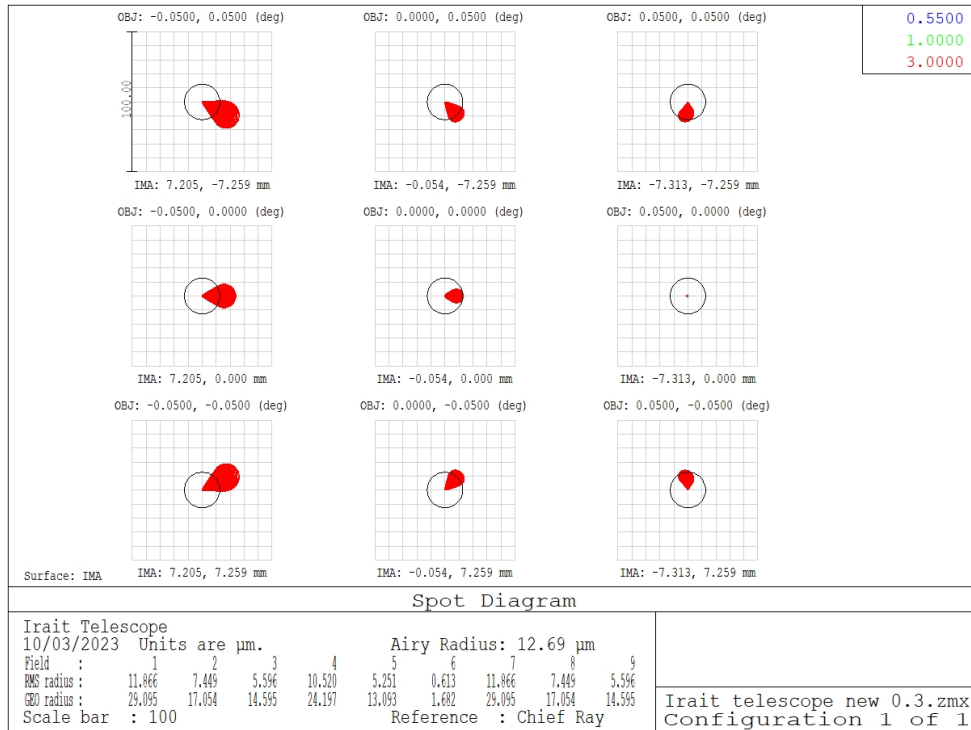 OBJ: -0.0500, 0.0500 (deg) OBJ: 0.0000, 0.0500 (deg) OBJ: 0.0500, 0.0500 (deg)
0.5500
1.0000
3.0000
100.00
IMA: 7.205, -7.259 mm IMA: -0.054, -7.259 mm IMA: -7.313, -7.259 mm
OBJ: -0.0500, 0.0000 (deg) OBJ: 0.0000, 0.0000 (deg) OBJ: 0.0500, 0.0000 (deg)
IMA: 7.205, 0.000 mm IMA: -0.054, 0.000 mm IMA: -7.313, 0.000 mm
OBJ: -0.0500, -0.0500 (deg) OBJ: 0.0000, -0.0500 (deg) OBJ: 0.0500, -0.0500 (deg)
Surface: IMA IMA: 7.205, 7.259 mm IMA: -0.054, 7.259 mm IMA: -7.313, 7.259 mm
Spot Diagram
Irait Telescope
10/03/2023 Units are µm. Airy Radius: 12.69 µm
Field : 1 2 3 4 5 6 7 8 9
RMS radius : 11.866 7.449 5.596 10.520 5.251 0.613 11.866 7.449 5.596
GEO radius : 29.095 17.054 14.595 24.197 13.093 1.682 29.095 17.054 14.595
Scale bar : 100 Reference : Chief Ray
Irait telescope new 0.3.zmx
Configuration 1 of 1